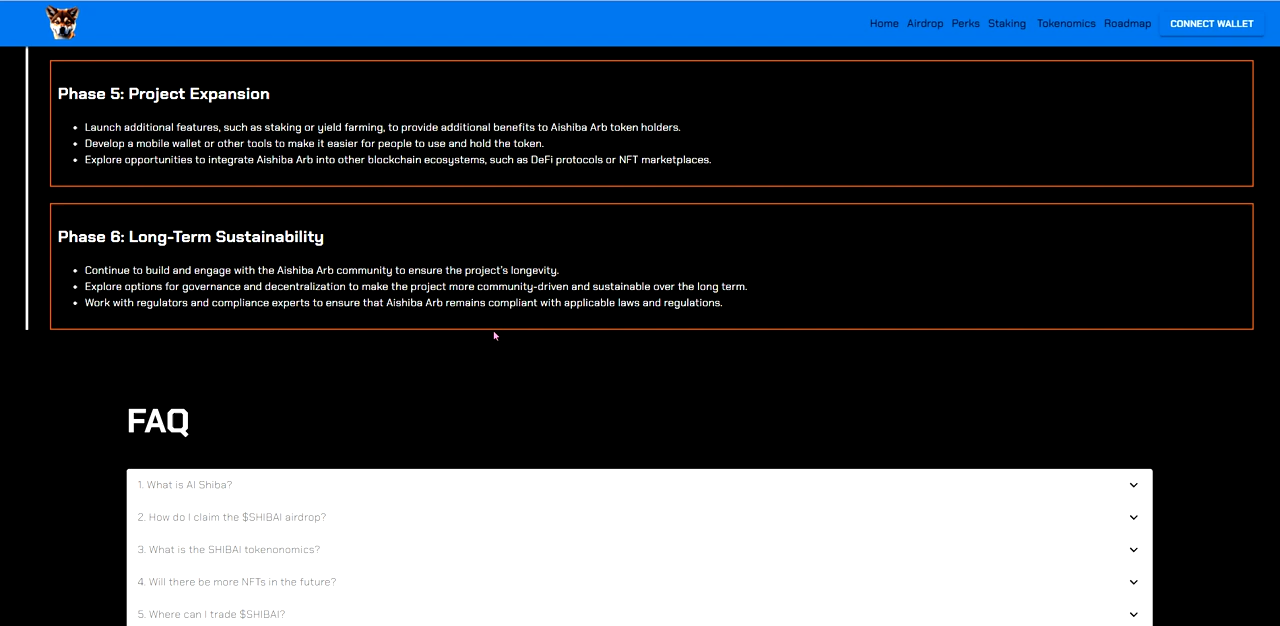 Home Airdrop Perks Staking Tokenomics Roadmap CONNECT WALLET
Phase 5: Project Expansion
• Launch additional features, such as staking or yield farming, to provide additional benefits to Aishiba Arb token holders.
• Develop a mobile wallet or other tools to make it easier for people to use and hold the token.
• Explore opportunities to integrate Aishiba Arb into other blockchain ecosystems, such as DeFi protocols or NFT marketplaces.
Phase 6: Long-Term Sustainability
• Continue to build and engage with the Aishiba Arb community to ensure the project's longevity.
• Explore options for governance and decentralization to make the project more community-driven and sustainable over the long term.
• Work with regulators and compliance experts to ensure that Aishiba Arb remains compliant with applicable laws and regulations.
FAQ
1. What is AI Shiba?
2. How do I claim the $SHIBAI airdrop?
3. What is the SHIBAI tokenonomics?
4. Will there be more NFTs in the future?
5. Where can I trade $SHIBAI?